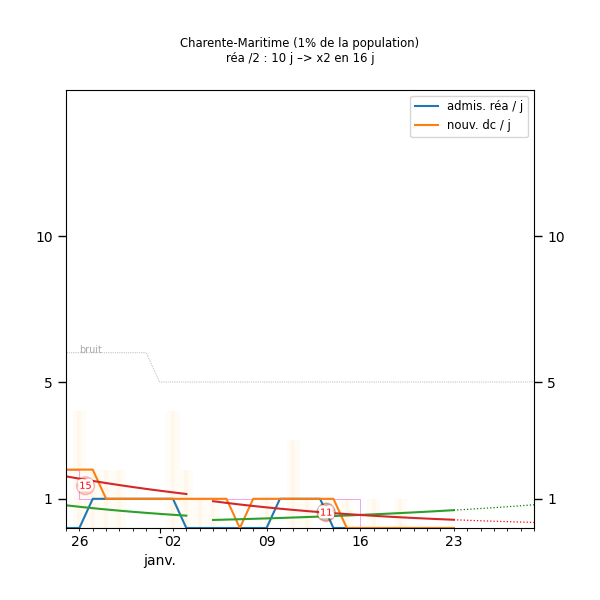 Charente-Maritime (1% de la population)
réa /2 : 10 j –> x2 en 16 j
admis. réa / j
nouv. dc / j
10 10
bruit
5 5
15
11
1 1
26 02 09 16 23
janv.